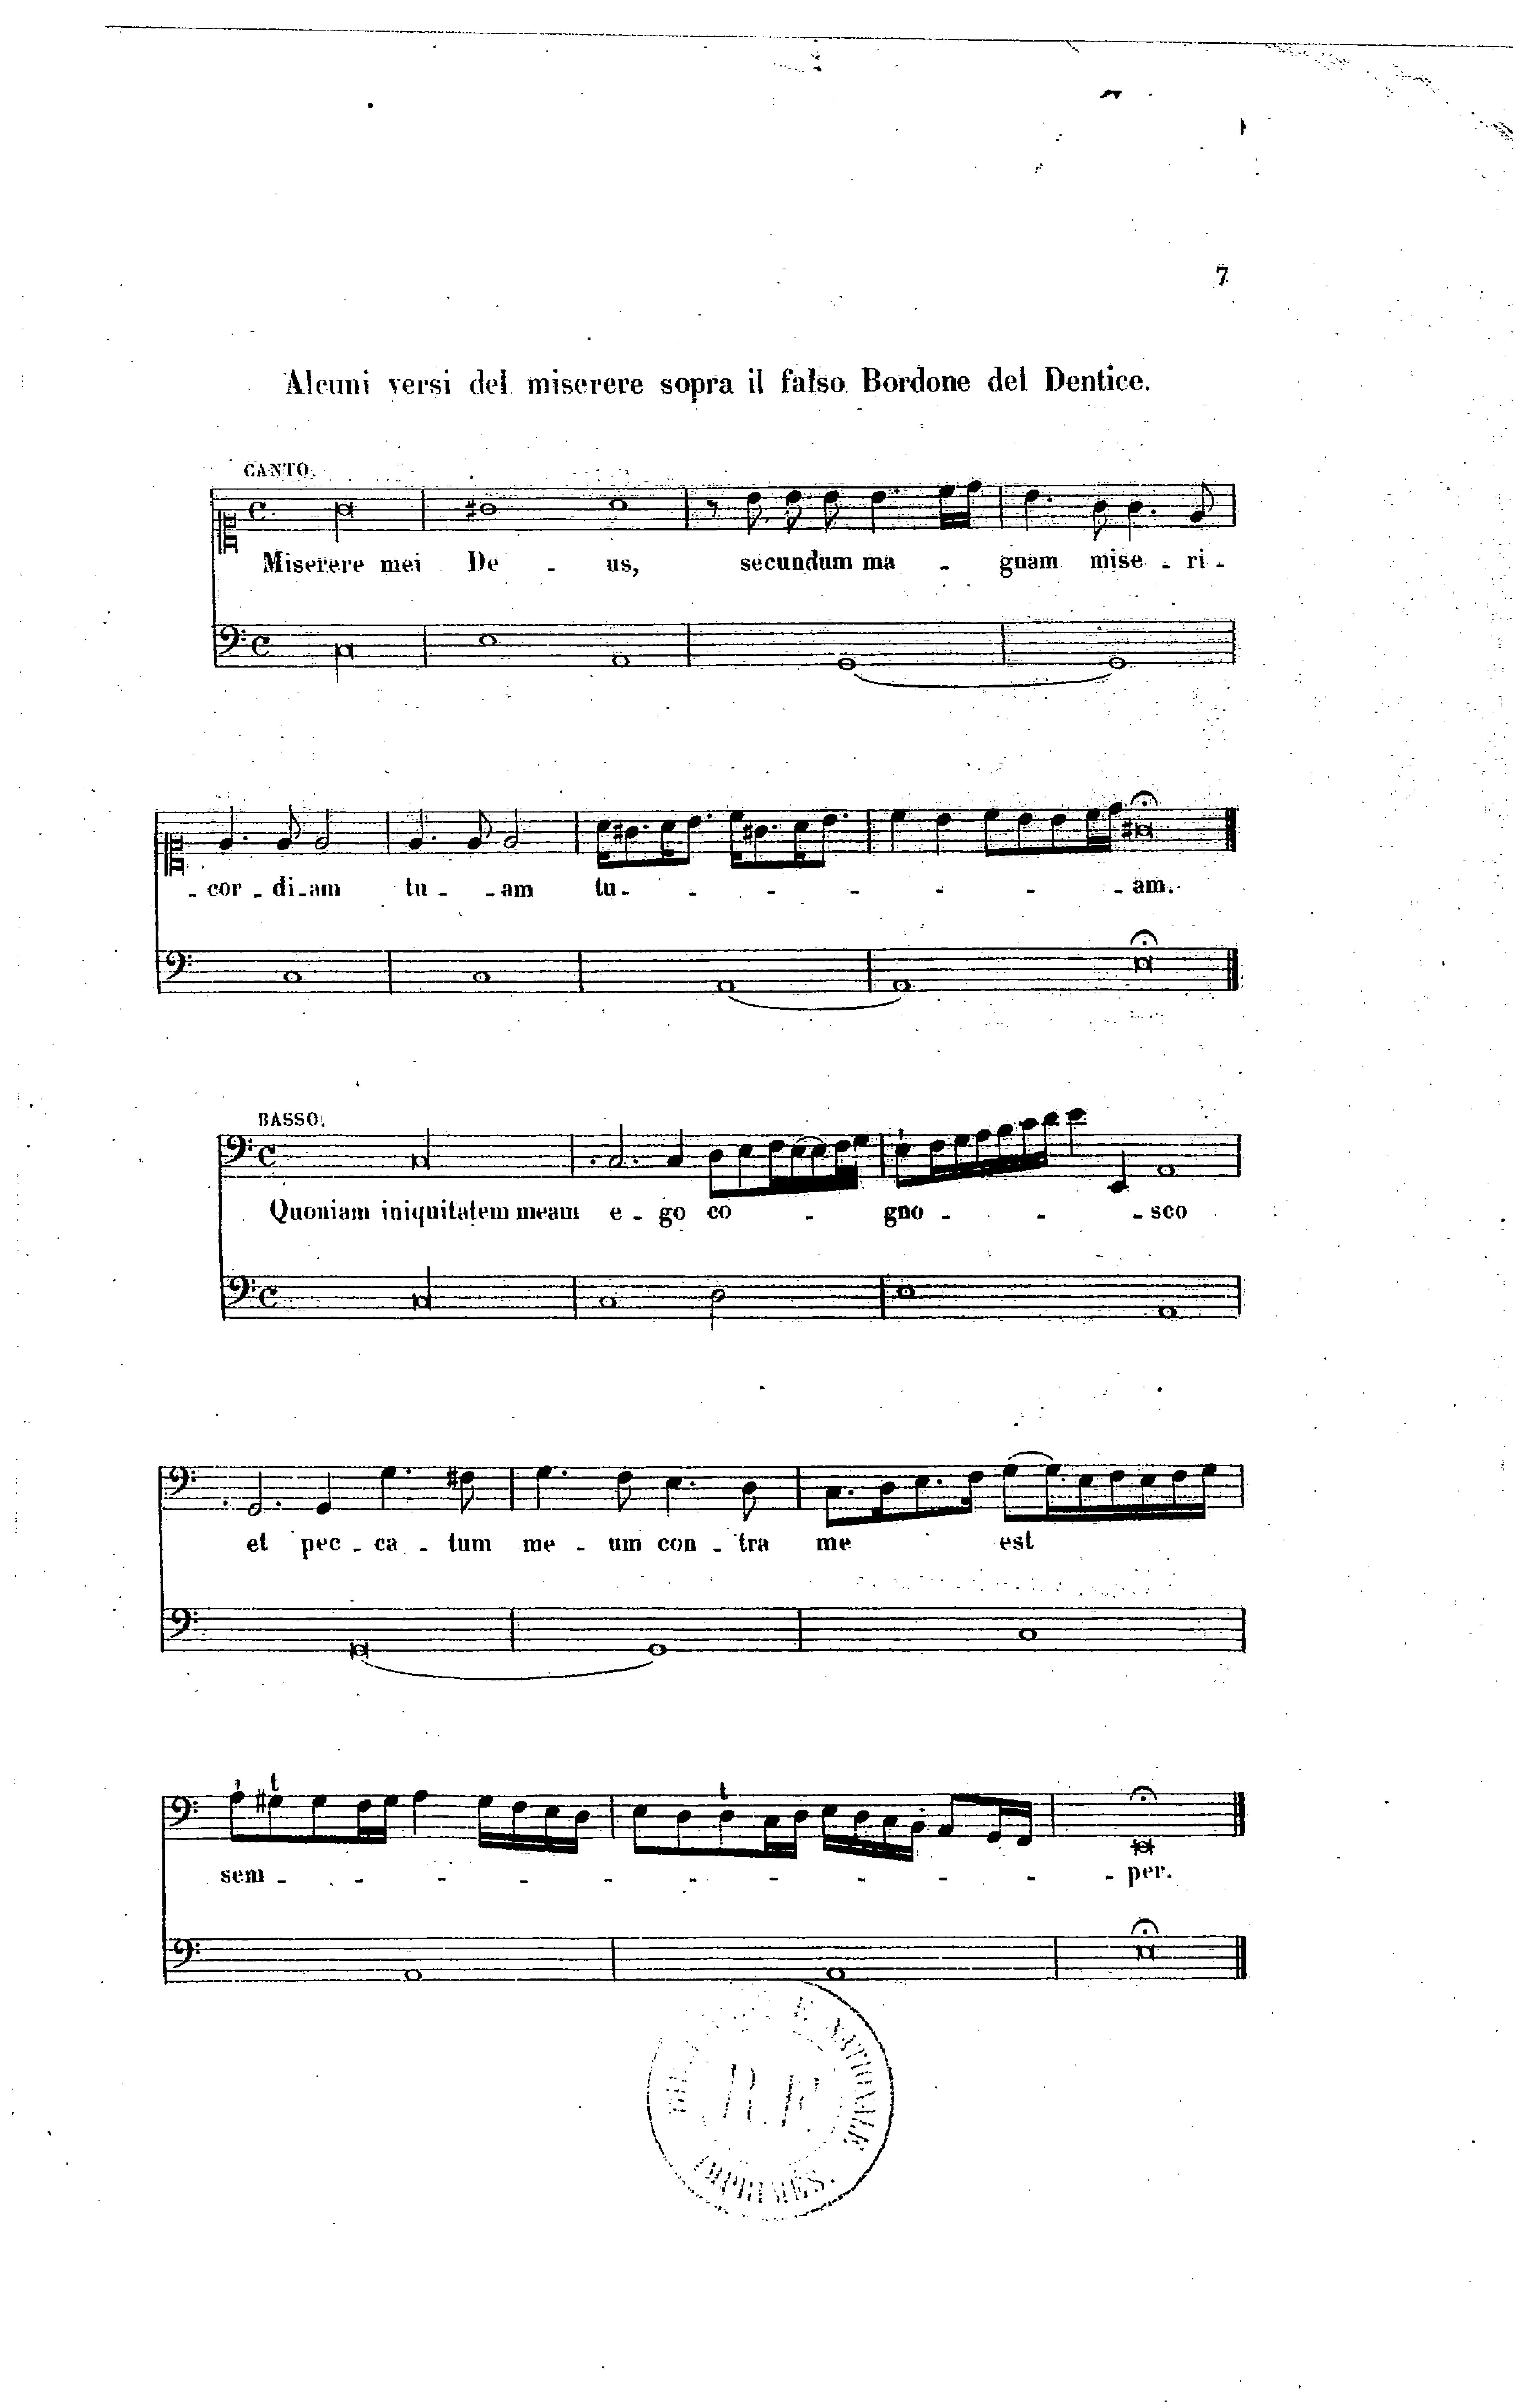 7
Alcuni versi del miserere sopra il falso Bordone del Dentice.
CANTO.
Miserere mei De - us, secundum ma - gnam mise - ri -
- cor - di - am tu - am tu - - - - - - - am.
BASSO.
Quoniam iniquitatem meam e - go co - - gno - - - - sco
et pec - ca - tum me - um con - tra me est
t t
sem - - - - - - - - - - - per.
R.F.
NATIONALE
IMPRIMÉS.